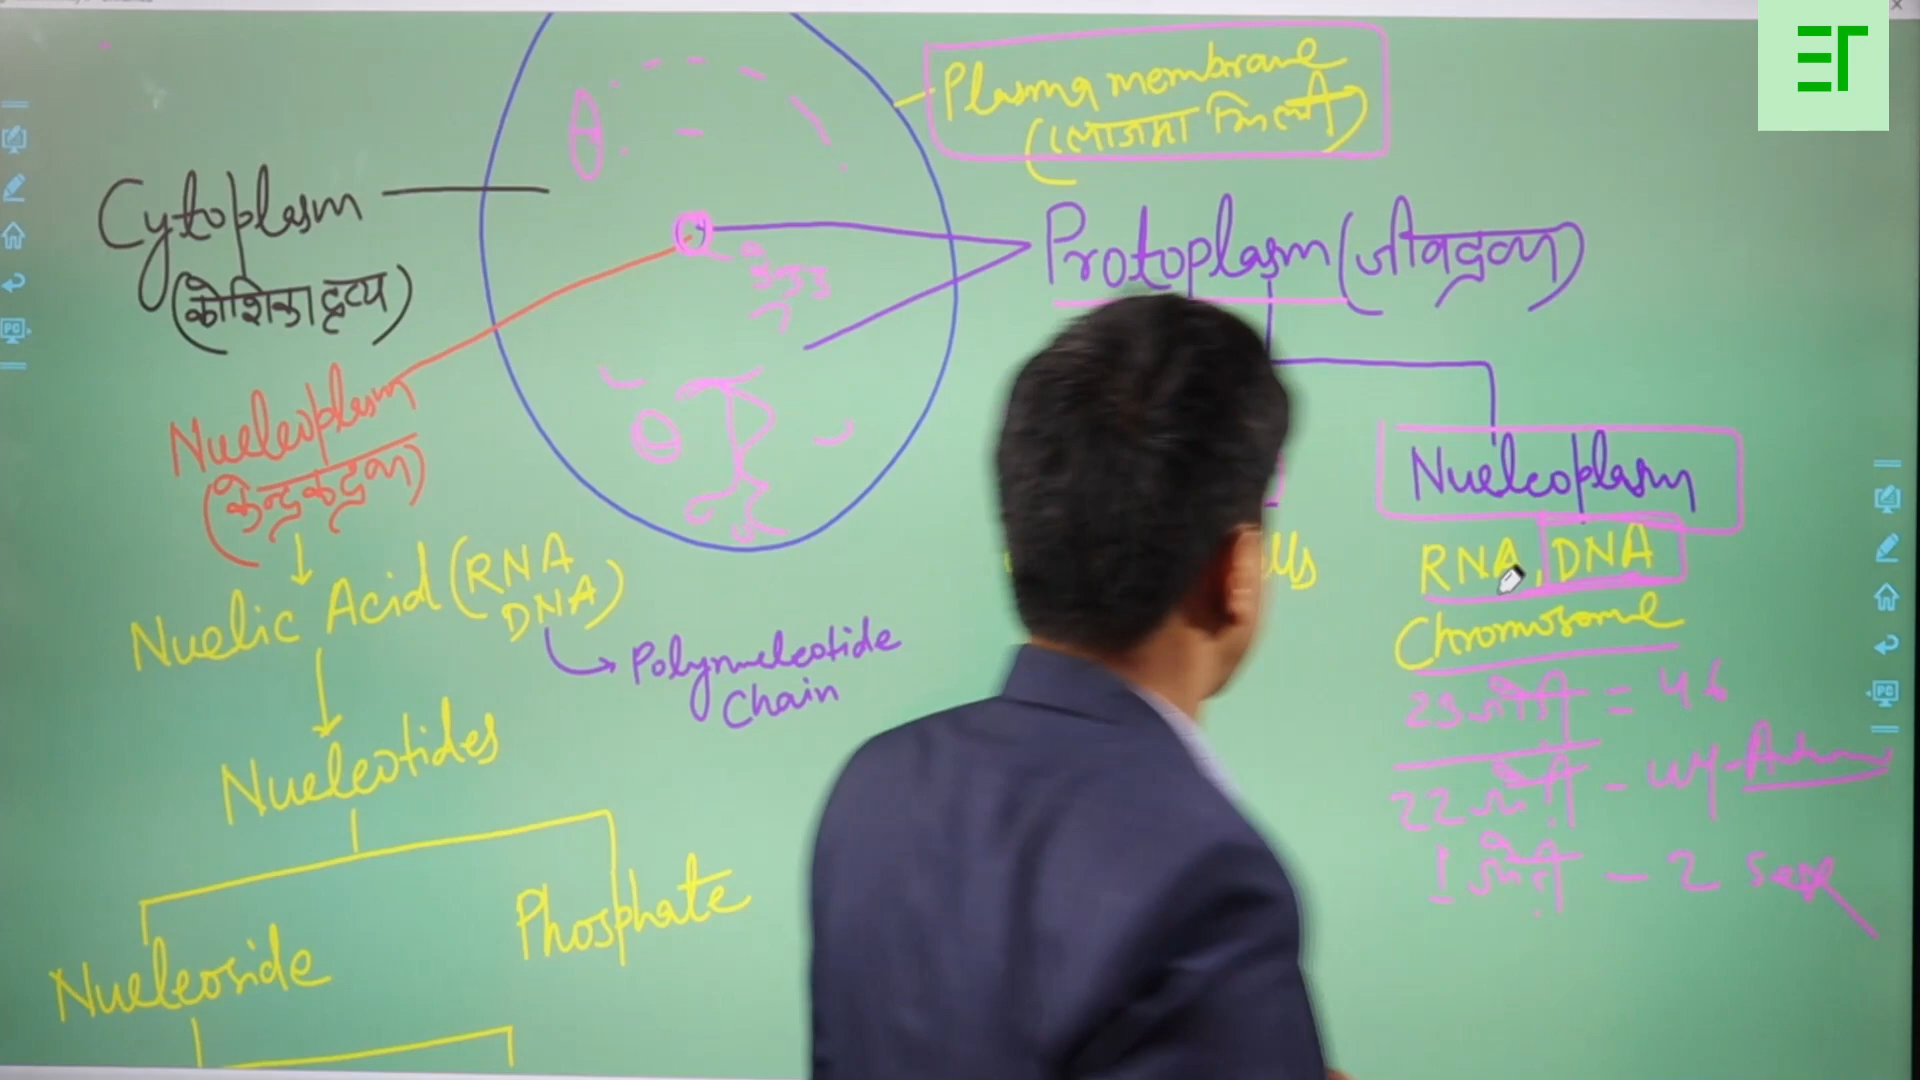 Plasma membrane
(प्लाज्मा झिल्ली)
Cytoplasm
(कोशिका द्रव्य)
Protoplasm (जीवद्रव्य)
Nucleoplasm
(केन्द्रकद्रव्य)
Nucleoplasm
RNA, DNA
Chromosome
23 जोड़ी = 46
22 जोड़ी - 44 -
1 जोड़ी - 2 Sex
Nuelic Acid (RNA
DNA)
Polynucleotide
Chain
Nucleotides
Phosphate
Nucleoside